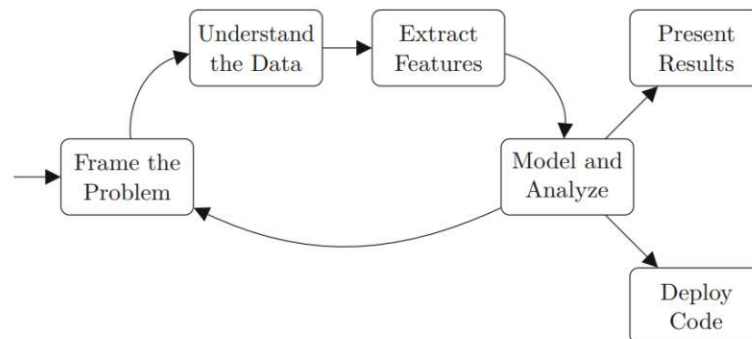 Understand
the Data
Extract
Features
Present
Results
Frame the
Problem
Model and
Analyze
Deploy
Code